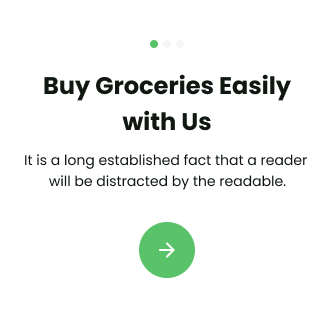 Buy Groceries Easily
with Us
It is a long established fact that a reader
will be distracted by the readable.